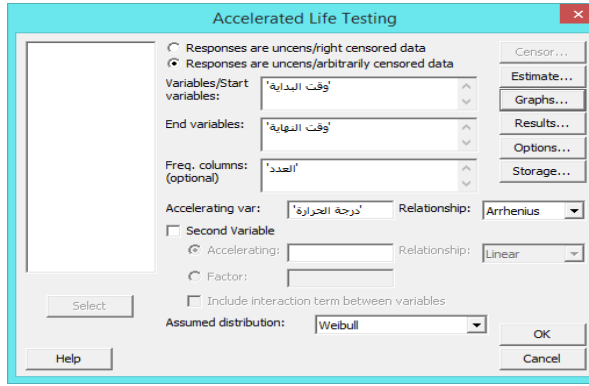 Accelerated Life Testing
Responses are uncens/right censored data
Responses are uncens/arbitrarily censored data
Variables/Start variables:
'وقت البداية'
End variables:
'وقت النهاية'
Freq. columns: (optional)
'العدد'
Accelerating var:
'درجة الحرارة'
Relationship:
Arrhenius
Second Variable
Accelerating:
Relationship:
Linear
Factor:
Include interaction term between variables
Assumed distribution:
Weibull
Censor...
Estimate...
Graphs...
Results...
Options...
Storage...
Select
Help
OK
Cancel